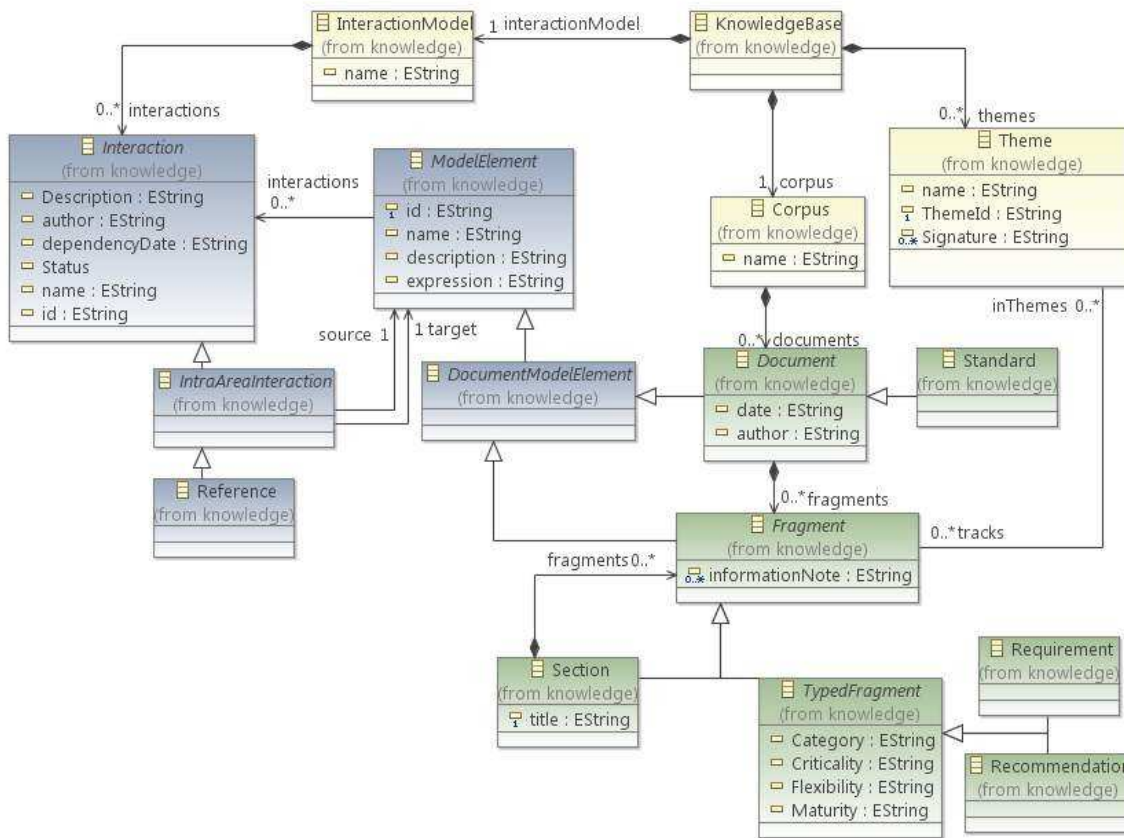 InteractionModel
(from knowledge)
name : EString
1 interactionModel
KnowledgeBase
(from knowledge)
0..* interactions
0..* themes
Interaction
(from knowledge)
Description : EString
author : EString
dependencyDate : EString
Status
name : EString
id : EString
interactions
0..*
ModelElement
(from knowledge)
1 id : EString
name : EString
description : EString
expression : EString
1 corpus
Corpus
(from knowledge)
name : EString
Theme
(from knowledge)
name : EString
1 ThemeId : EString
0..* Signature : EString
source 1
1 target
inThemes 0..*
0..* documents
IntraAreaInteraction
(from knowledge)
DocumentModelElement
(from knowledge)
Document
(from knowledge)
date : EString
author : EString
Standard
(from knowledge)
Reference
(from knowledge)
0..* fragments
Fragment
(from knowledge)
0..* informationNote : EString
0..* tracks
fragments 0..*
Section
(from knowledge)
1 title : EString
TypedFragment
(from knowledge)
Category : EString
Criticality : EString
Flexibility : EString
Maturity : EString
Requirement
(from knowledge)
Recommendation
(from knowledge)